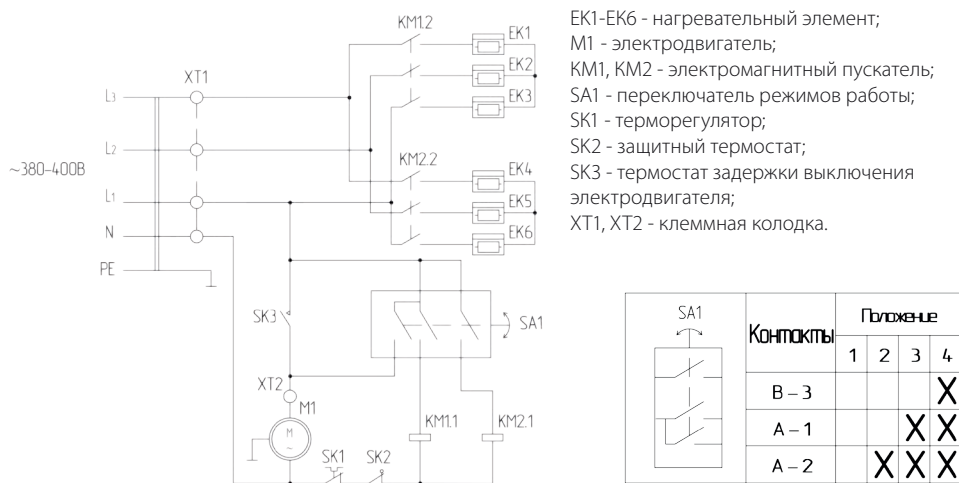 KM1.2
EK1
EK2
EK3
XT1
L3
L2
~380-400В
L1
N
PE
KM2.2
EK4
EK5
EK6
SK3
SA1
XT2
M1
M
~
KM1.1
KM2.1
SK1
SK2
EK1-EK6 - нагревательный элемент;
M1 - электродвигатель;
KM1, KM2 - электромагнитный пускатель;
SA1 - переключатель режимов работы;
SK1 - терморегулятор;
SK2 - защитный термостат;
SK3 - термостат задержки выключения
электродвигателя;
XT1, XT2 - клеммная колодка.
SA1
Контакты
Положение
1 2 3 4
В – 3 X
А – 1 X X
А – 2 X X X